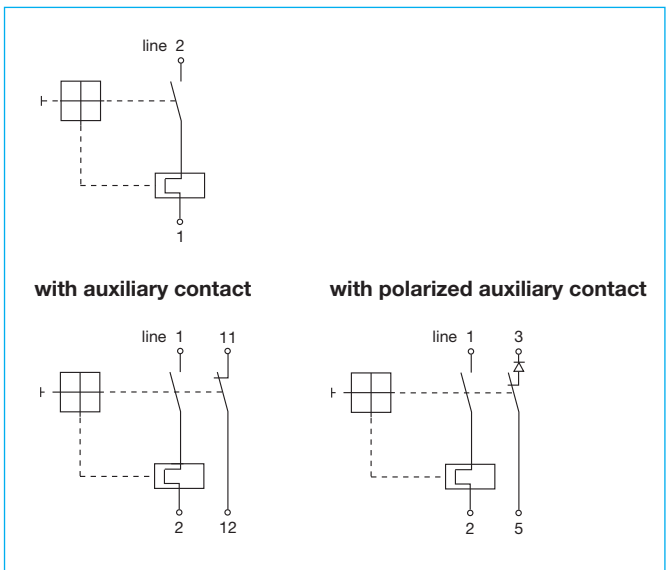 line 2
1
with auxiliary contact
with polarized auxiliary contact
line 1 11
line 1 3
2 12
2 5